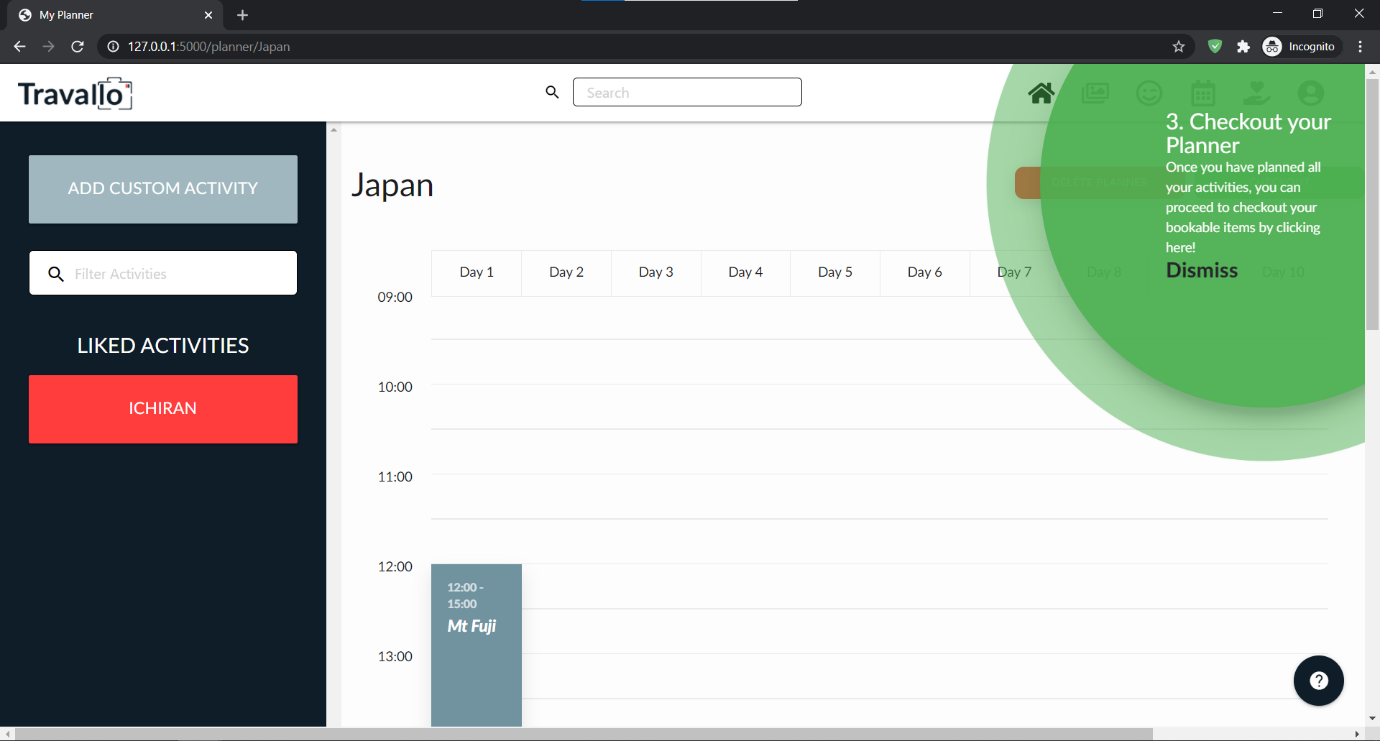 My Planner
127.0.0.1:5000/planner/Japan
Incognito
Travallo
Search
3. Checkout your
Planner
Once you have planned all
your activities, you can
proceed to checkout your
bookable items by clicking
here!
Dismiss
ADD CUSTOM ACTIVITY
Filter Activities
LIKED ACTIVITIES
ICHIRAN
Japan
DELETE PLANNER
Day 1 Day 2 Day 3 Day 4 Day 5 Day 6 Day 7 Day 8 Day 10
09:00
10:00
11:00
12:00
12:00 -
15:00
Mt Fuji
13:00